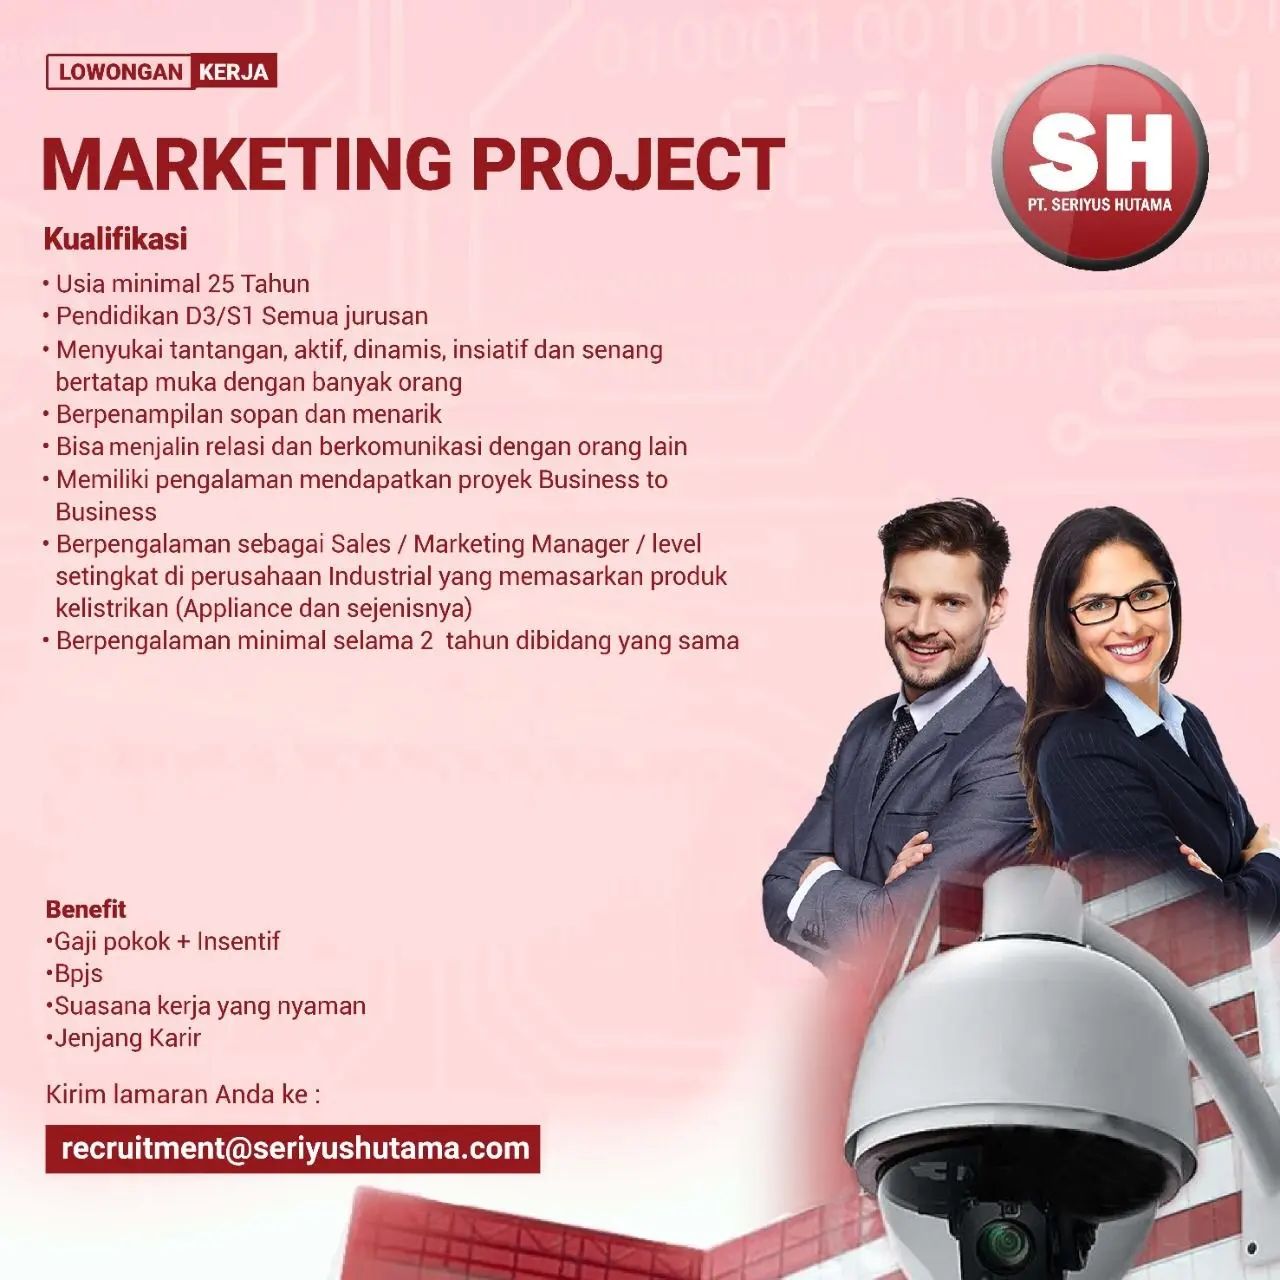 LOWONGAN KERJA
MARKETING PROJECT
SH
PT. SERIYUS HUTAMA
Kualifikasi
• Usia minimal 25 Tahun
• Pendidikan D3/S1 Semua jurusan
• Menyukai tantangan, aktif, dinamis, insiatif dan senang
bertatap muka dengan banyak orang
• Berpenampilan sopan dan menarik
• Bisa menjalin relasi dan berkomunikasi dengan orang lain
• Memiliki pengalaman mendapatkan proyek Business to
Business
• Berpengalaman sebagai Sales / Marketing Manager / level
setingkat di perusahaan Industrial yang memasarkan produk
kelistrikan (Appliance dan sejenisnya)
• Berpengalaman minimal selama 2 tahun dibidang yang sama
Benefit
•Gaji pokok + Insentif
•Bpjs
•Suasana kerja yang nyaman
•Jenjang Karir
Kirim lamaran Anda ke :
recruitment@seriyushutama.com